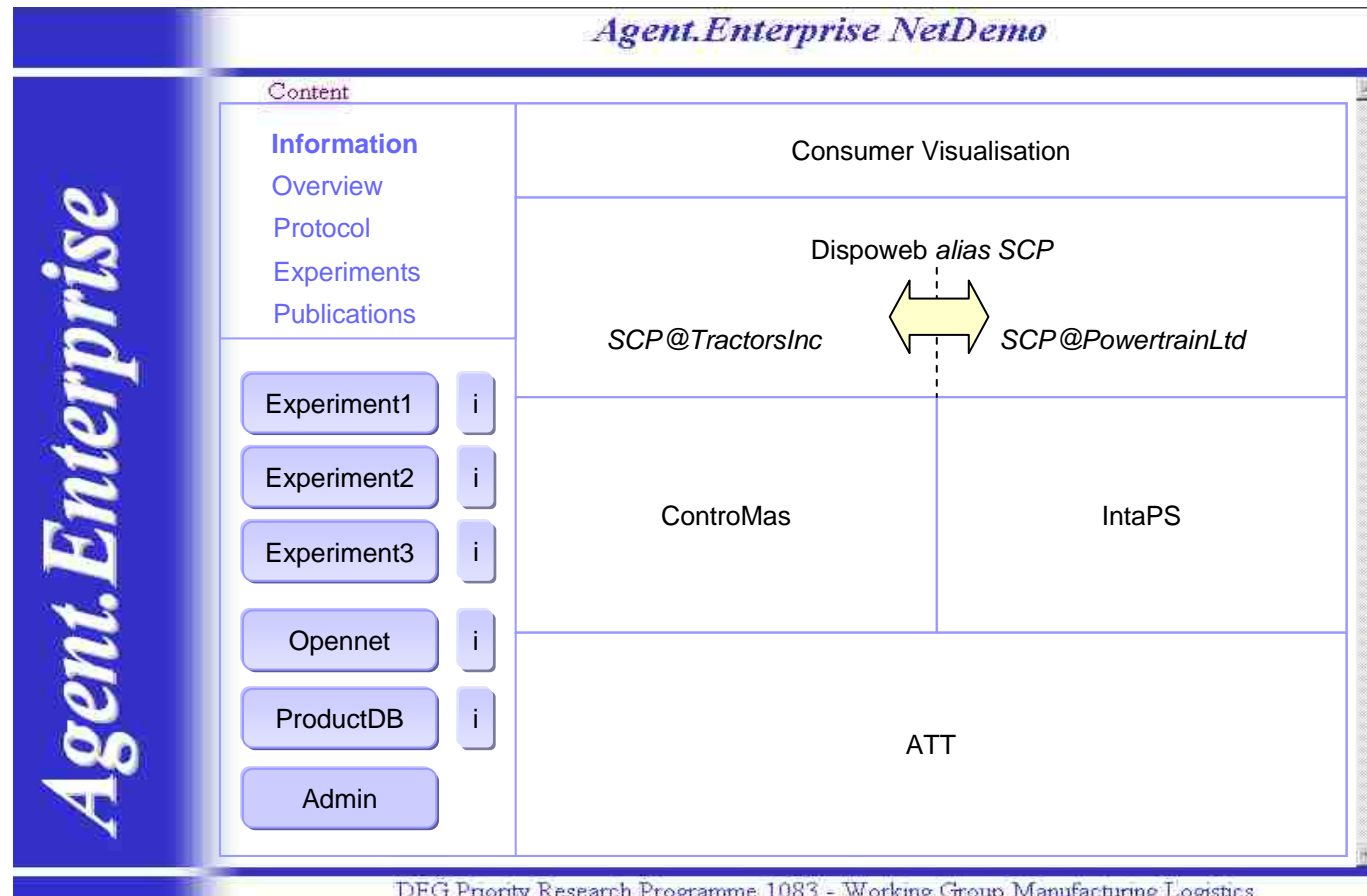 Agent.Enterprise NetDemo
Agent.Enterprise
Content
Information
Overview
Protocol
Experiments
Publications
Experiment1 i
Experiment2 i
Experiment3 i
Opennet i
ProductDB i
Admin
Consumer Visualisation
Dispoweb alias SCP
SCP@TractorsInc
SCP@PowertrainLtd
ControMas
IntaPS
ATT
DFG Priority Research Programme 1083 - Working Group Manufacturing Logistics